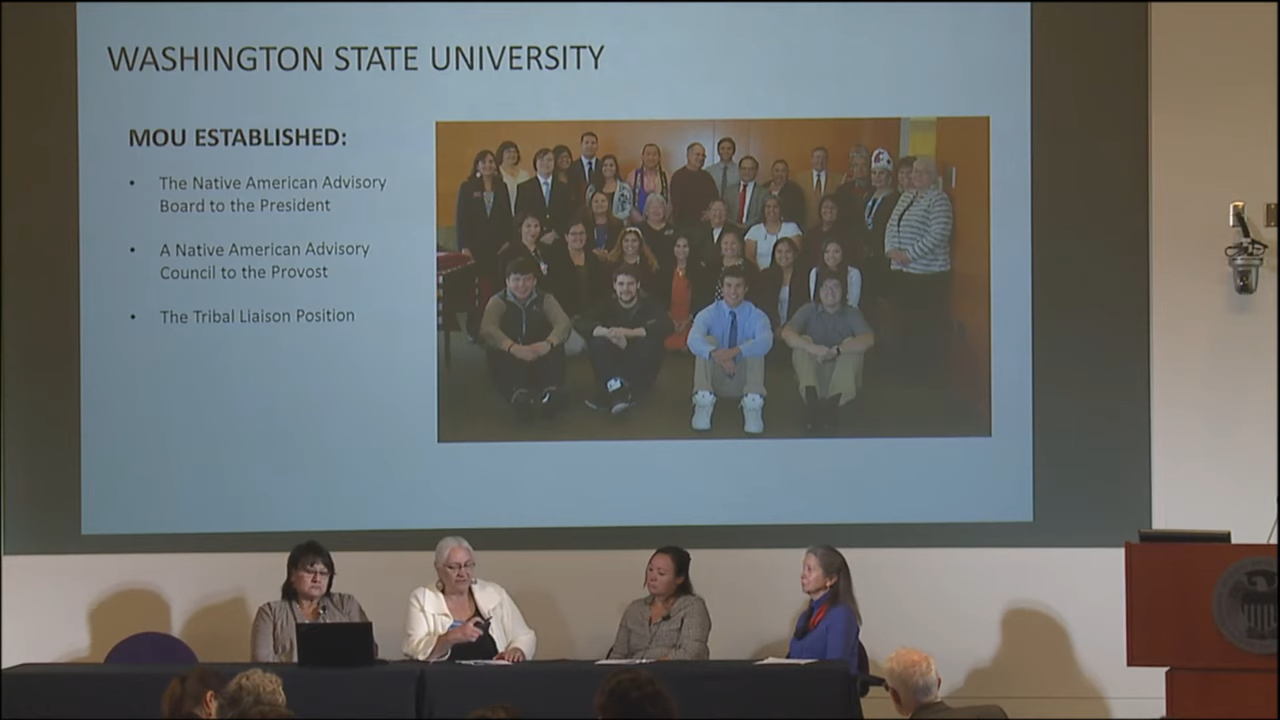 WASHINGTON STATE UNIVERSITY
MOU ESTABLISHED:
• The Native American Advisory
Board to the President
• A Native American Advisory
Council to the Provost
• The Tribal Liaison Position